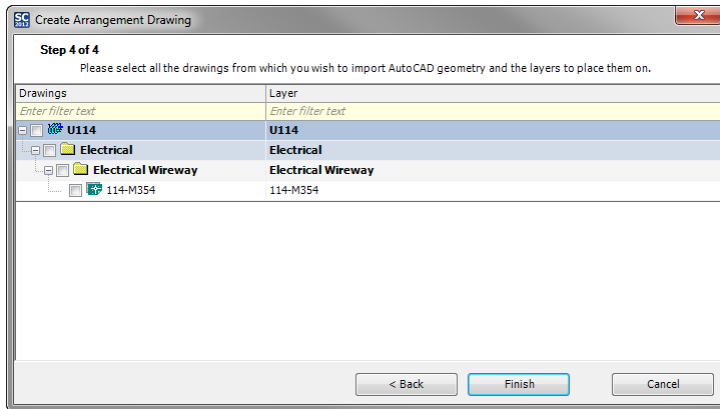 SC 2012 Create Arrangement Drawing
Step 4 of 4
Please select all the drawings from which you wish to import AutoCAD geometry and the layers to place them on.
Drawings Layer
Enter filter text Enter filter text
U114 U114
Electrical Electrical
Electrical Wireway Electrical Wireway
114-M354 114-M354
< Back Finish Cancel